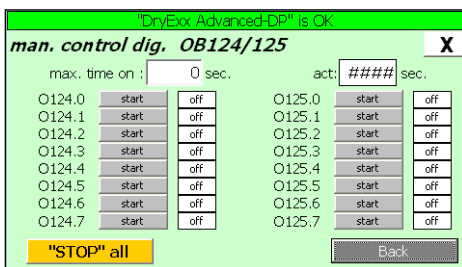 "DryExx Advanced-DP" is OK
man. control dig. OB124/125 X
max. time on : 0 sec. act: #### sec.
O124.0 start off O125.0 start off
O124.1 start off O125.1 start off
O124.2 start off O125.2 start off
O124.3 start off O125.3 start off
O124.4 start off O125.4 start off
O124.5 start off O125.5 start off
O124.6 start off O125.6 start off
O124.7 start off O125.7 start off
"STOP" all Back